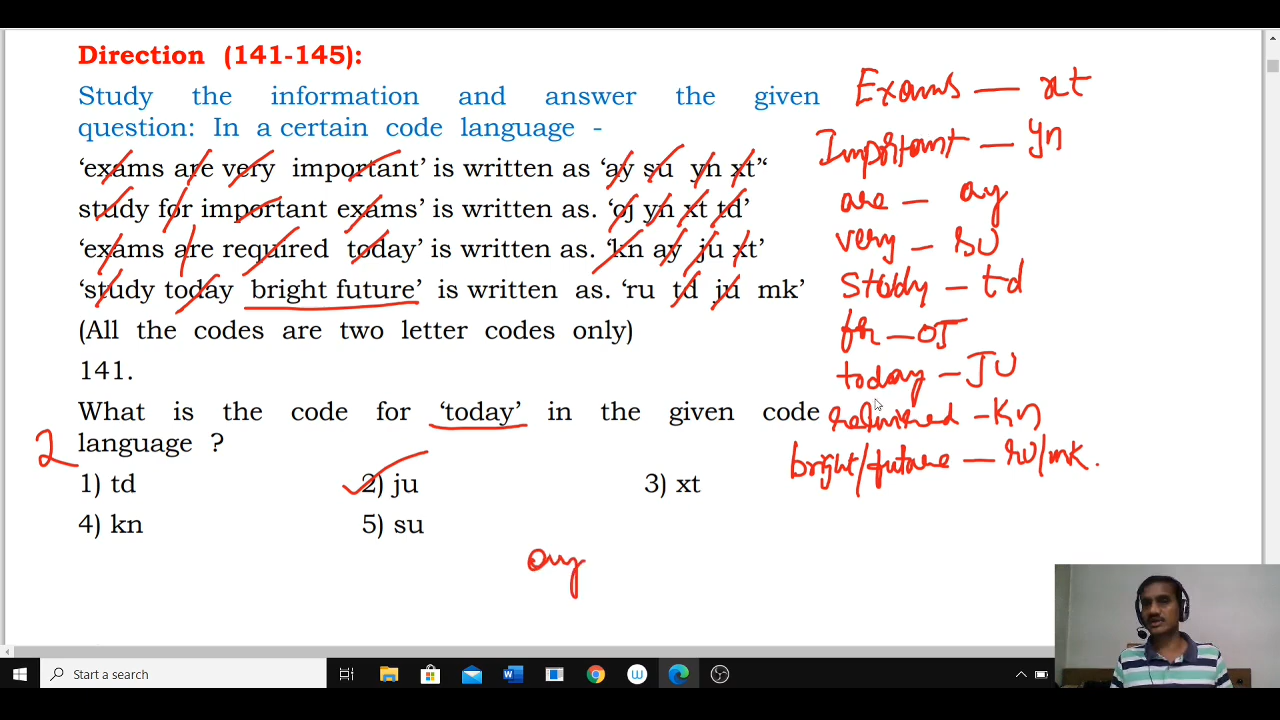 Direction (141-145):
Study the information and answer the given
question: In a certain code language -
‘exams are very important’ is written as ‘ay su yn xt“
study for important exams’ is written as. ‘oj yn xt td’
‘exams are required today’ is written as. ‘kn ay ju xt’
‘study today bright future’ is written as. ‘ru td ju mk’
(All the codes are two letter codes only)
141.
What is the code for ‘today’ in the given code
language ?
2
1) td 2) ju 3) xt
4) kn 5) su
ay
Exams — xt
Important — yn
are — ay
very — SU
Study — td
for — OJ
today — JU
required - Kn
bright/future — RU/mk.
Start a search